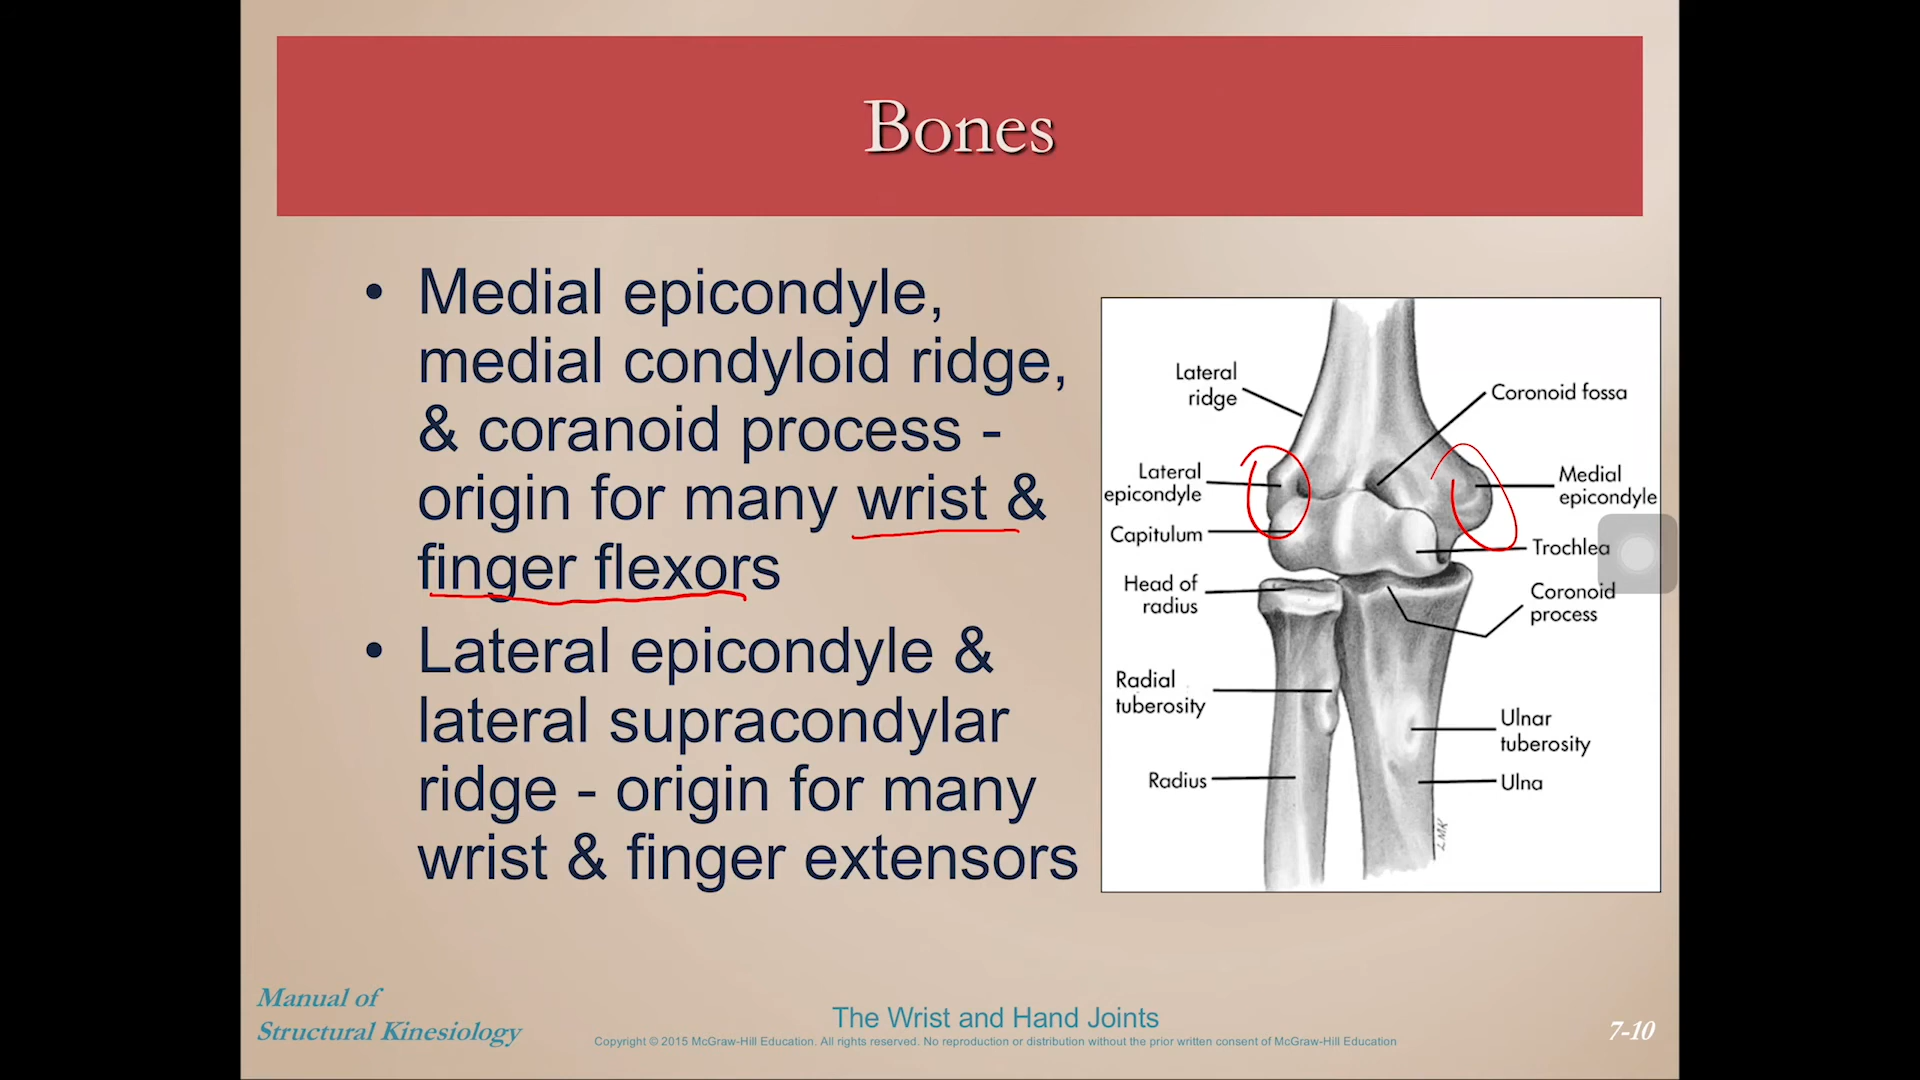 Bones
• Medial epicondyle,
medial condyloid ridge,
& coranoid process -
origin for many wrist &
finger flexors
• Lateral epicondyle &
lateral supracondylar
ridge - origin for many
wrist & finger extensors
Lateral
ridge
Lateral
epicondyle
Capitulum
Head of
radius
Radial
tuberosity
Radius
Coronoid fossa
Medial
epicondyle
Trochlea
Coronoid
process
Ulnar
tuberosity
Ulna
LMK
Manual of
Structural Kinesiology
The Wrist and Hand Joints
Copyright © 2015 McGraw-Hill Education. All rights reserved. No reproduction or distribution without the prior written consent of McGraw-Hill Education
7-10